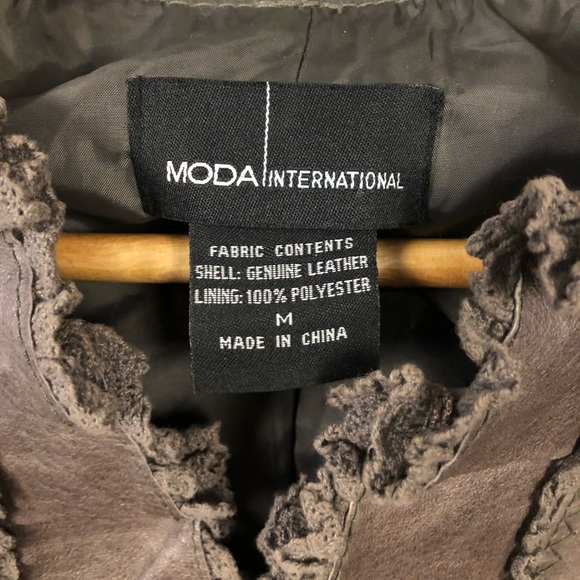 MODA INTERNATIONAL
FABRIC CONTENTS
SHELL: GENUINE LEATHER
LINING: 100% POLYESTER
M
MADE IN CHINA